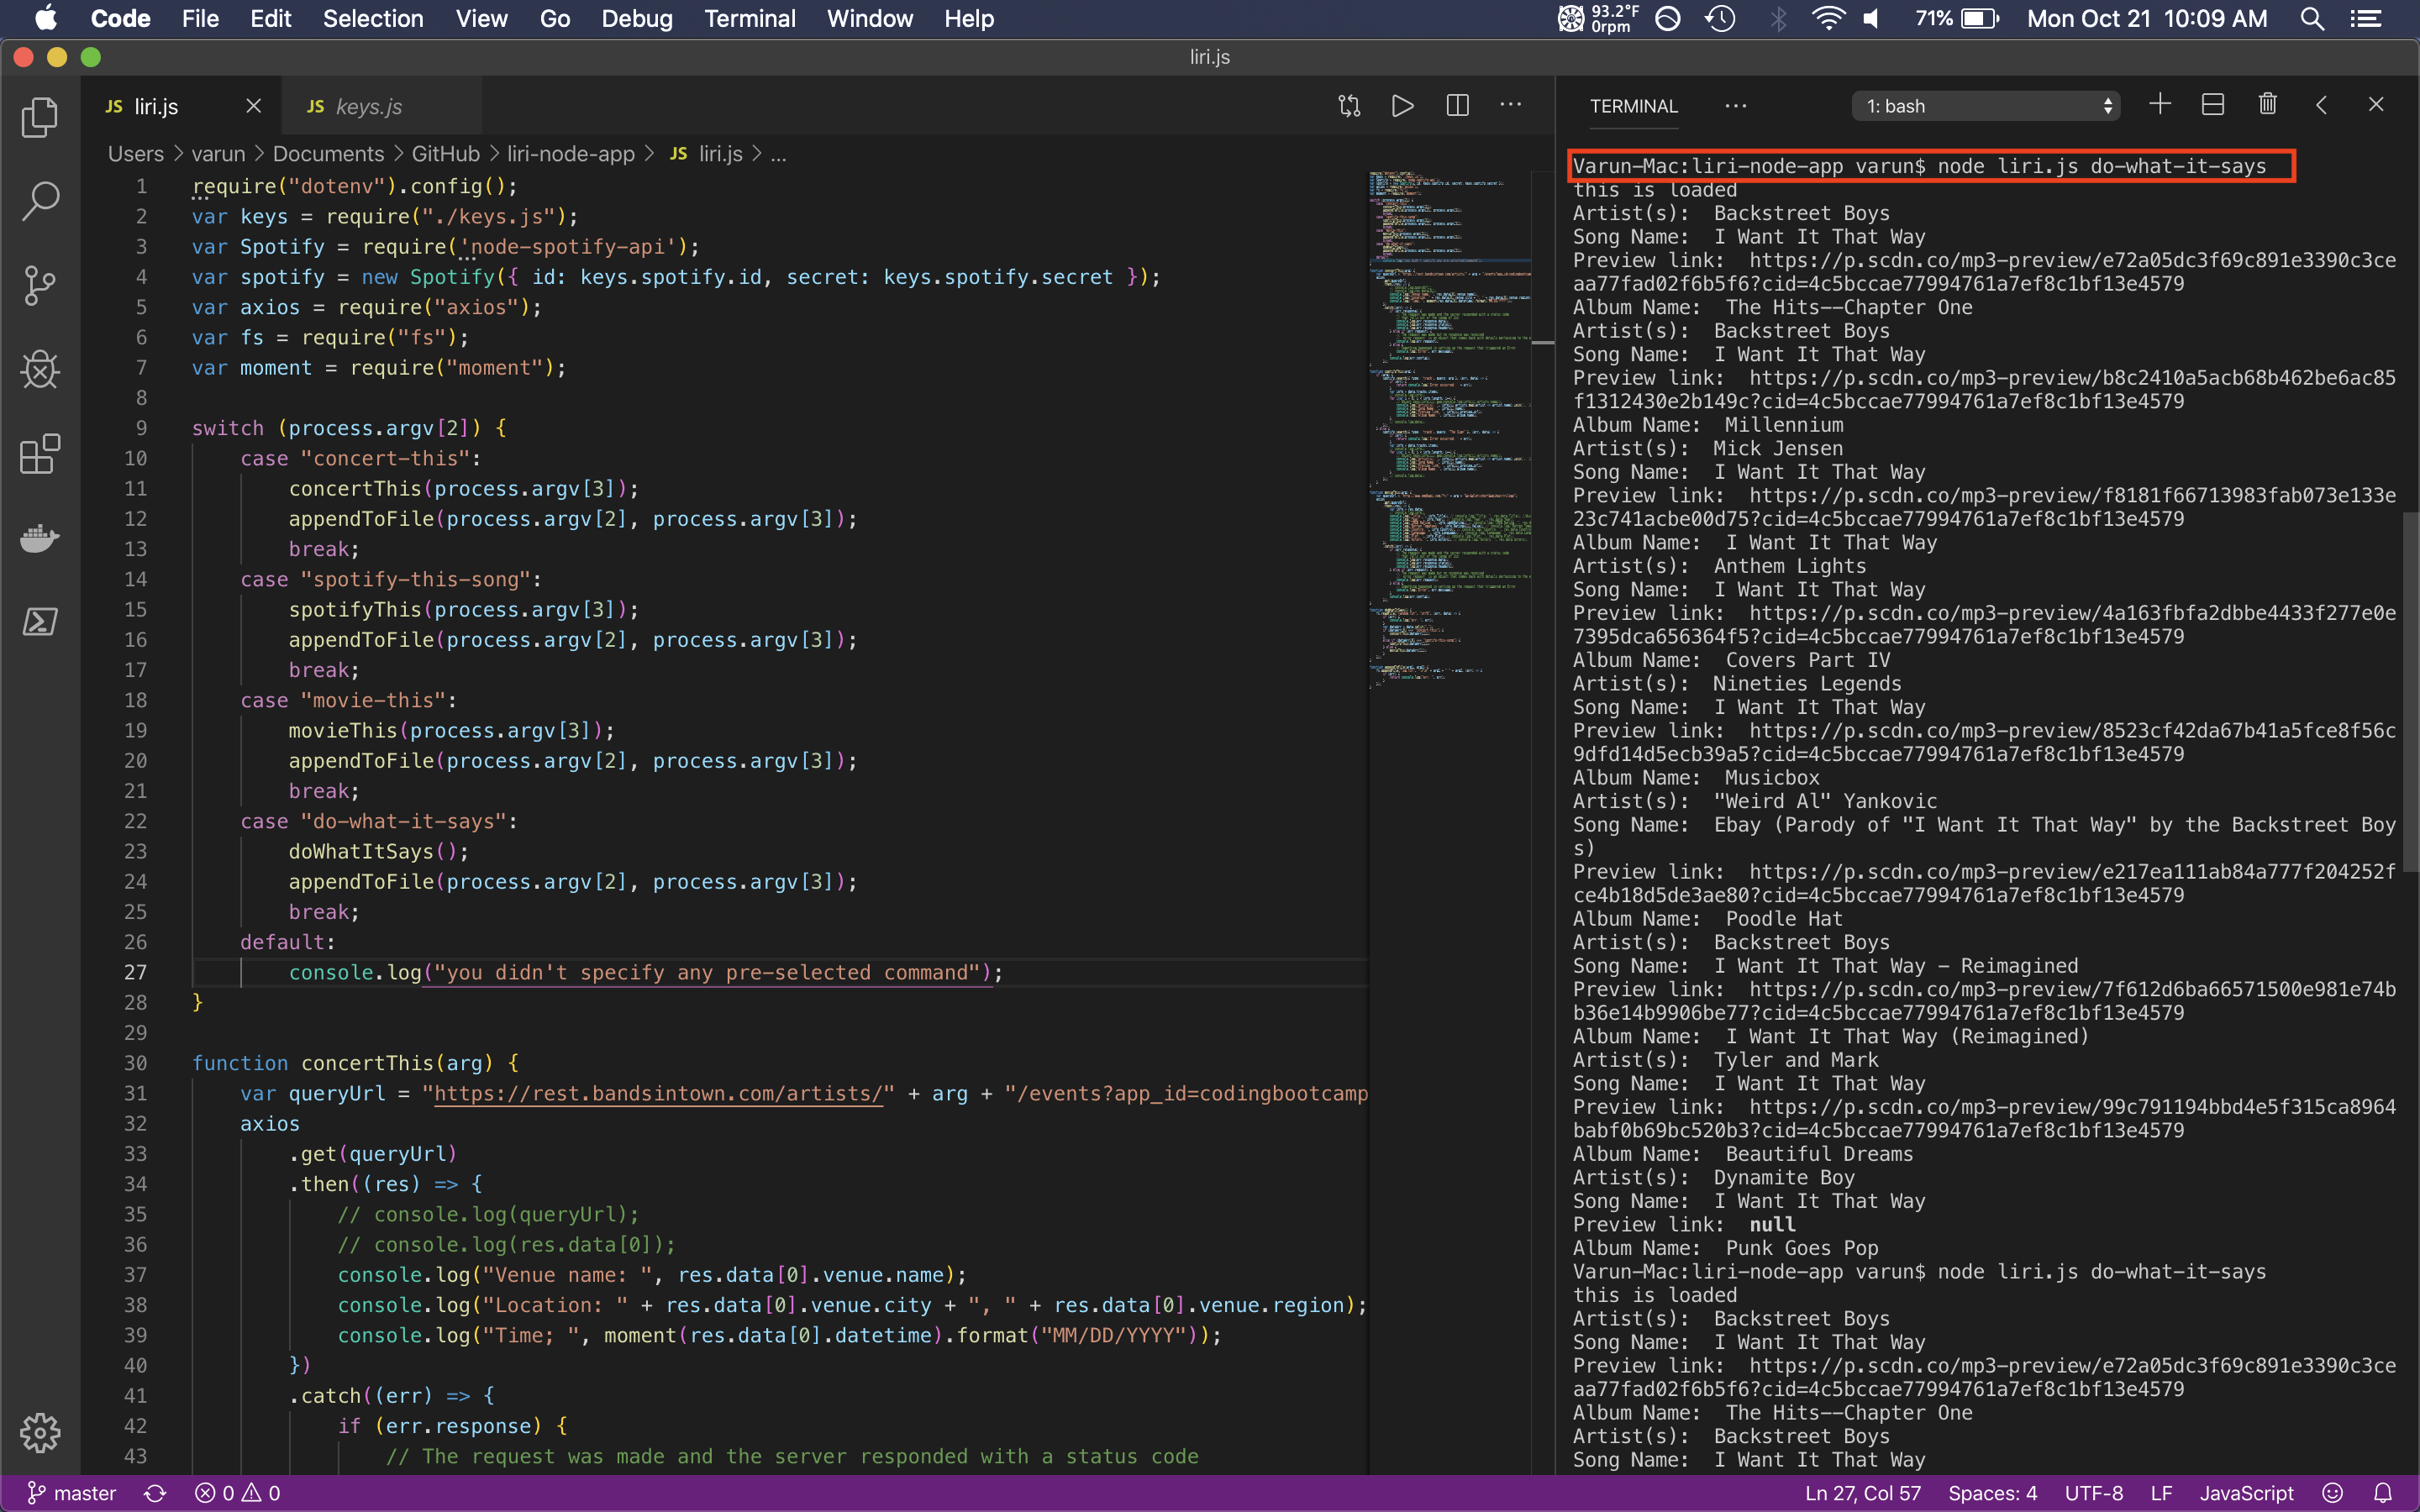 Code File Edit Selection View Go Debug Terminal Window Help 93.2°F 0rpm 71% Mon Oct 21 10:09 AM
liri.js
JS liri.js JS keys.js
Users > varun > Documents > GitHub > liri-node-app > JS liri.js > ...
1 require("dotenv").config();
2 var keys = require("./keys.js");
3 var Spotify = require('node-spotify-api');
4 var spotify = new Spotify({ id: keys.spotify.id, secret: keys.spotify.secret });
5 var axios = require("axios");
6 var fs = require("fs");
7 var moment = require("moment");
8
9 switch (process.argv[2]) {
10 case "concert-this":
11 concertThis(process.argv[3]);
12 appendToFile(process.argv[2], process.argv[3]);
13 break;
14 case "spotify-this-song":
15 spotifyThis(process.argv[3]);
16 appendToFile(process.argv[2], process.argv[3]);
17 break;
18 case "movie-this":
19 movieThis(process.argv[3]);
20 appendToFile(process.argv[2], process.argv[3]);
21 break;
22 case "do-what-it-says":
23 doWhatItSays();
24 appendToFile(process.argv[2], process.argv[3]);
25 break;
26 default:
27 console.log("you didn't specify any pre-selected command");
28 }
29
30 function concertThis(arg) {
31 var queryUrl = "https://rest.bandsintown.com/artists/" + arg + "/events?app_id=codingbootcamp
32 axios
33 .get(queryUrl)
34 .then((res) => {
35 // console.log(queryUrl);
36 // console.log(res.data[0]);
37 console.log("Venue name: ", res.data[0].venue.name);
38 console.log("Location: " + res.data[0].venue.city + ", " + res.data[0].venue.region);
39 console.log("Time; ", moment(res.data[0].datetime).format("MM/DD/YYYY"));
40 })
41 .catch((err) => {
42 if (err.response) {
43 // The request was made and the server responded with a status code
TERMINAL ... 1: bash
Varun-Mac:liri-node-app varun$ node liri.js do-what-it-says
this is loaded
Artist(s): Backstreet Boys
Song Name: I Want It That Way
Preview link: https://p.scdn.co/mp3-preview/e72a05dc3f69c891e3390c3ce
aa77fad02f6b5f6?cid=4c5bccae77994761a7ef8c1bf13e4579
Album Name: The Hits--Chapter One
Artist(s): Backstreet Boys
Song Name: I Want It That Way
Preview link: https://p.scdn.co/mp3-preview/b8c2410a5acb68b462be6ac85
f1312430e2b149c?cid=4c5bccae77994761a7ef8c1bf13e4579
Album Name: Millennium
Artist(s): Mick Jensen
Song Name: I Want It That Way
Preview link: https://p.scdn.co/mp3-preview/f8181f66713983fab073e133e
23c741acbe00d75?cid=4c5bccae77994761a7ef8c1bf13e4579
Album Name: I Want It That Way
Artist(s): Anthem Lights
Song Name: I Want It That Way
Preview link: https://p.scdn.co/mp3-preview/4a163fbfa2dbbe4433f277e0e
7395dca656364f5?cid=4c5bccae77994761a7ef8c1bf13e4579
Album Name: Covers Part IV
Artist(s): Nineties Legends
Song Name: I Want It That Way
Preview link: https://p.scdn.co/mp3-preview/8523cf42da67b41a5fce8f56c
9dfd14d5ecb39a5?cid=4c5bccae77994761a7ef8c1bf13e4579
Album Name: Musicbox
Artist(s): "Weird Al" Yankovic
Song Name: Ebay (Parody of "I Want It That Way" by the Backstreet Boy
s)
Preview link: https://p.scdn.co/mp3-preview/e217ea111ab84a777f204252f
ce4b18d5de3ae80?cid=4c5bccae77994761a7ef8c1bf13e4579
Album Name: Poodle Hat
Artist(s): Backstreet Boys
Song Name: I Want It That Way - Reimagined
Preview link: https://p.scdn.co/mp3-preview/7f612d6ba66571500e981e74b
b36e14b9906be77?cid=4c5bccae77994761a7ef8c1bf13e4579
Album Name: I Want It That Way (Reimagined)
Artist(s): Tyler and Mark
Song Name: I Want It That Way
Preview link: https://p.scdn.co/mp3-preview/99c791194bbd4e5f315ca8964
babf0b69bc520b3?cid=4c5bccae77994761a7ef8c1bf13e4579
Album Name: Beautiful Dreams
Artist(s): Dynamite Boy
Song Name: I Want It That Way
Preview link: null
Album Name: Punk Goes Pop
Varun-Mac:liri-node-app varun$ node liri.js do-what-it-says
this is loaded
Artist(s): Backstreet Boys
Song Name: I Want It That Way
Preview link: https://p.scdn.co/mp3-preview/e72a05dc3f69c891e3390c3ce
aa77fad02f6b5f6?cid=4c5bccae77994761a7ef8c1bf13e4579
Album Name: The Hits--Chapter One
Artist(s): Backstreet Boys
Song Name: I Want It That Way
master 0 0 Ln 27, Col 57 Spaces: 4 UTF-8 LF JavaScript